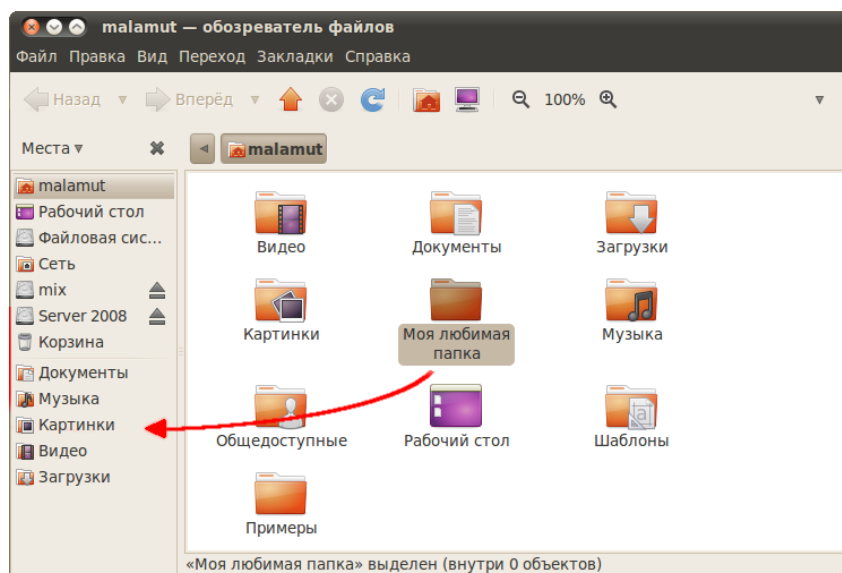 malamut — обозреватель файлов
Файл Правка Вид Переход Закладки Справка
Назад Вперёд 100%
Места
malamut
malamut
Рабочий стол
Файловая сис...
Сеть
mix
Server 2008
Корзина
Документы
Музыка
Картинки
Видео
Загрузки
Видео Документы Загрузки
Картинки Моя любимая Музыка
папка
Общедоступные Рабочий стол Шаблоны
Примеры
«Моя любимая папка» выделен (внутри 0 объектов)